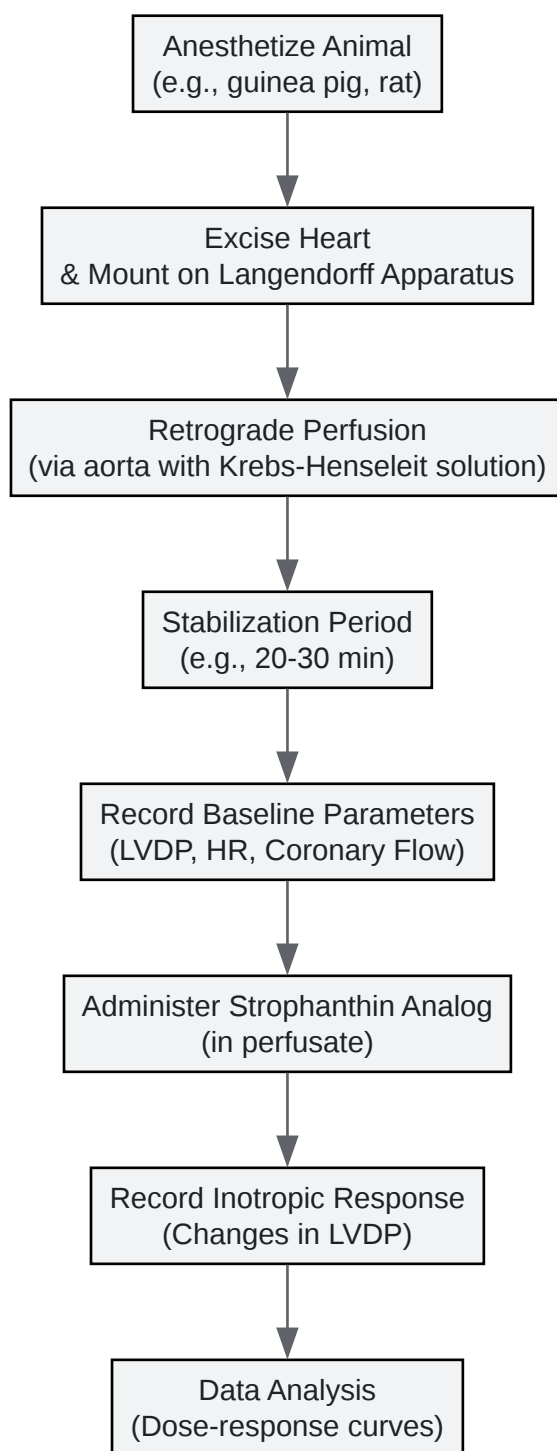 Anesthetize Animal
(e.g., guinea pig, rat)
Excise Heart
& Mount on Langendorff Apparatus
Retrograde Perfusion
(via aorta with Krebs-Henseleit solution)
Stabilization Period
(e.g., 20-30 min)
Record Baseline Parameters
(LVDP, HR, Coronary Flow)
Administer Strophanthin Analog
(in perfusate)
Record Inotropic Response
(Changes in LVDP)
Data Analysis
(Dose-response curves)